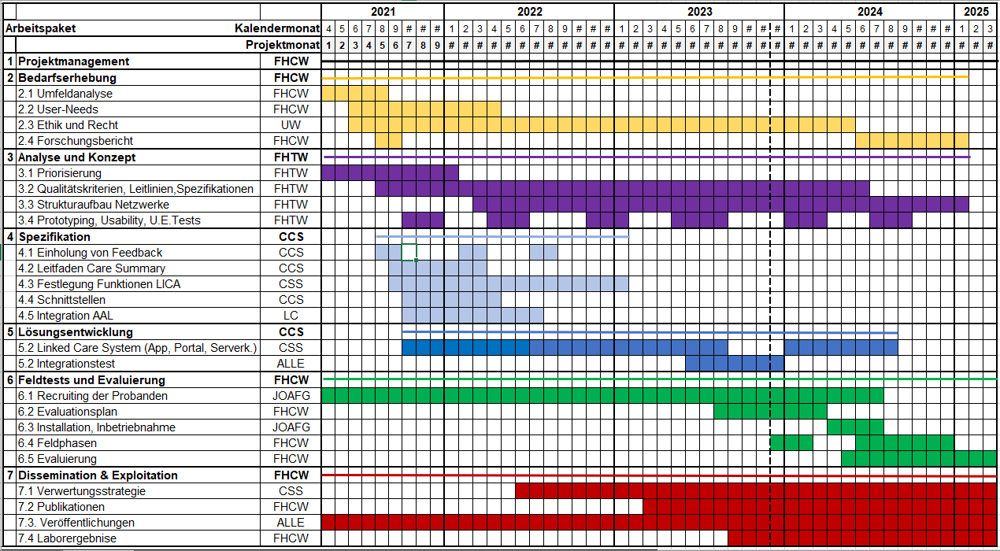 2021 2022 2023 2024 2025
Arbeitspaket Kalendermonat 4 5 6 7 8 9 # # # 1 2 3 4 5 6 7 8 9 # # # 1 2 3 4 5 6 7 8 9 # # # 1 2 3 4 5 6 7 8 9 # # # 1 2 3
Projektmonat 1 2 3 4 5 6 7 8 9 # # # # # # # # # # # # # # # # # # # # # # # # # # # # # # # # # # # # # # #
1 Projektmanagement FHCW
2 Bedarfserhebung FHCW
2.1 Umfeldanalyse FHCW
2.2 User-Needs FHCW
2.3 Ethik und Recht UW
2.4 Forschungsbericht FHCW
3 Analyse und Konzept FHTW
3.1 Priorisierung FHTW
3.2 Qualitätskriterien, Leitlinien,Spezifikationen FHTW
3.3 Strukturaufbau Netzwerke FHTW
3.4 Prototyping, Usability, U.E.Tests FHTW
4 Spezifikation CCS
4.1 Einholung von Feedback CCS
4.2 Leitfaden Care Summary CCS
4.3 Festlegung Funktionen LICA CSS
4.4 Schnittstellen CCS
4.5 Integration AAL LC
5 Lösungsentwicklung CCS
5.2 Linked Care System (App, Portal, Serverk.) CSS
5.2 Integrationstest ALLE
6 Feldtests und Evaluierung FHCW
6.1 Recruiting der Probanden JOAFG
6.2 Evaluationsplan FHCW
6.3 Installation, Inbetriebnahme JOAFG
6.4 Feldphasen FHCW
6.5 Evaluierung FHCW
7 Dissemination & Exploitation FHCW
7.1 Verwertungsstrategie CSS
7.2 Publikationen FHCW
7.3. Veröffentlichungen ALLE
7.4 Laborergebnise FHCW